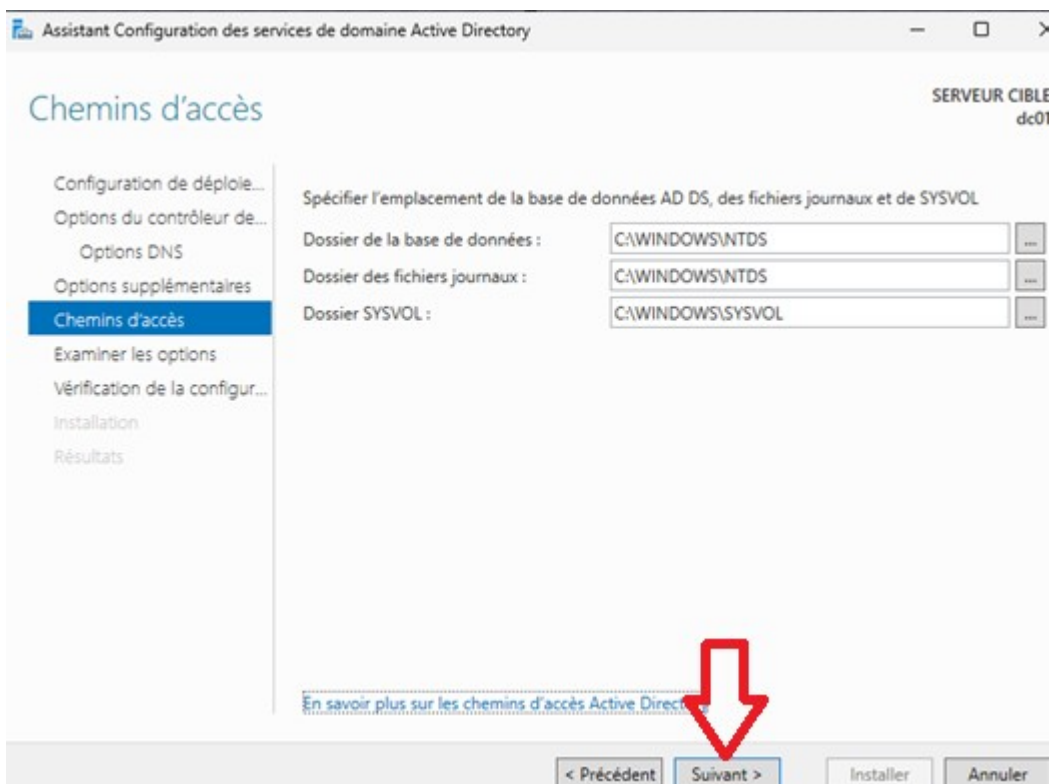 Assistant Configuration des services de domaine Active Directory
Chemins d'accès
SERVEUR CIBLE
dc01
Configuration de déploie...
Options du contrôleur de...
Options DNS
Options supplémentaires
Chemins d'accès
Examiner les options
Vérification de la configur...
Installation
Résultats
Spécifier l'emplacement de la base de données AD DS, des fichiers journaux et de SYSVOL
Dossier de la base de données : C:\WINDOWS\NTDS ...
Dossier des fichiers journaux : C:\WINDOWS\NTDS ...
Dossier SYSVOL : C:\WINDOWS\SYSVOL ...
En savoir plus sur les chemins d'accès Active
< Précédent Suivant > Installer Annuler